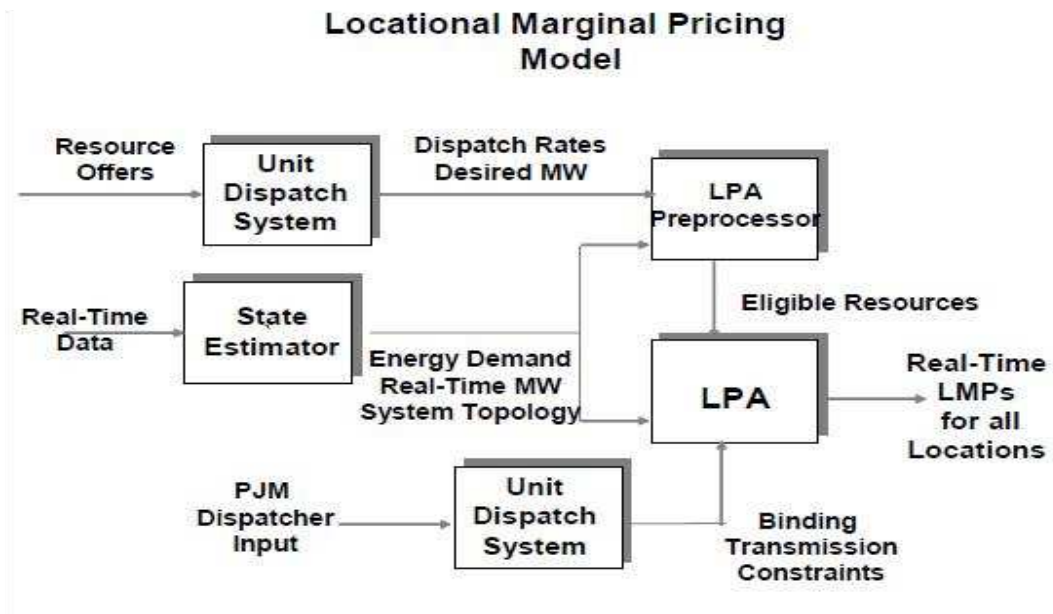 Locational Marginal Pricing
Model
Resource
Offers
Unit
Dispatch
System
Dispatch Rates
Desired MW
LPA
Preprocessor
Real-Time
Data
State
Estimator
Energy Demand
Real-Time MW
System Topology
Eligible Resources
LPA
Real-Time
LMPs
for all
Locations
PJM
Dispatcher
Input
Unit
Dispatch
System
Binding
Transmission
Constraints